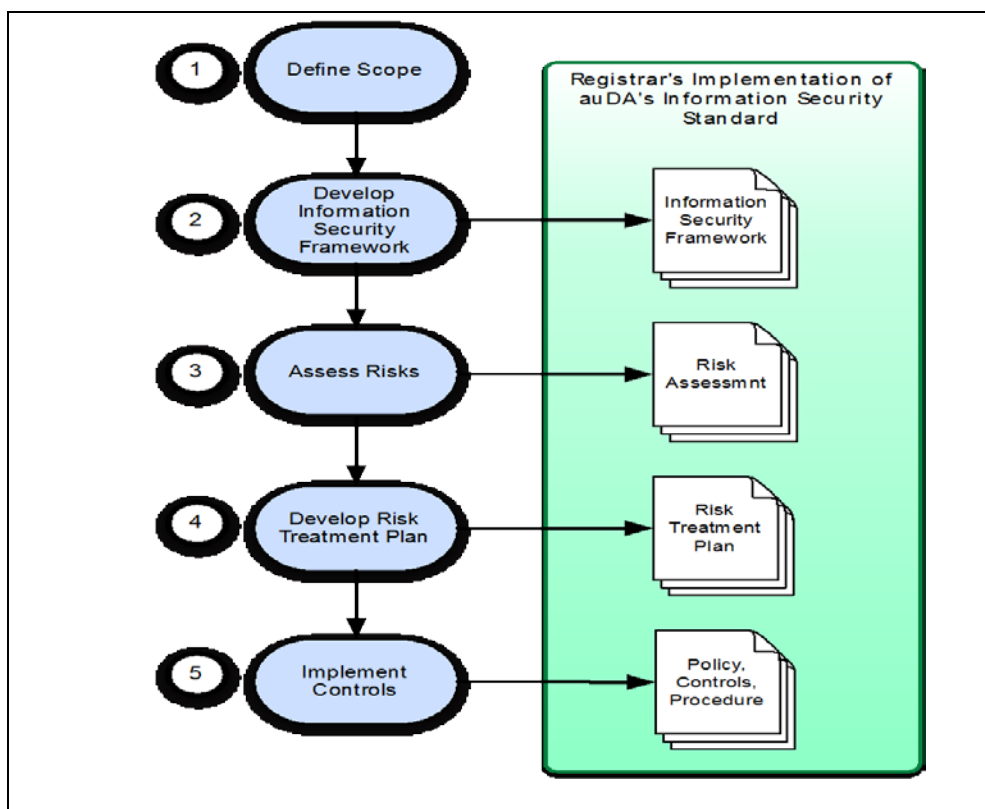 1
Define Scope
Registrar's Implementation of
auDA's Information Security
Standard
2
Develop
Information
Security
Framework
Information
Security
Framework
3
Assess Risks
Risk
Assessmnt
4
Develop Risk
Treatment Plan
Risk
Treatment
Plan
5
Implement
Controls
Policy,
Controls,
Procedure